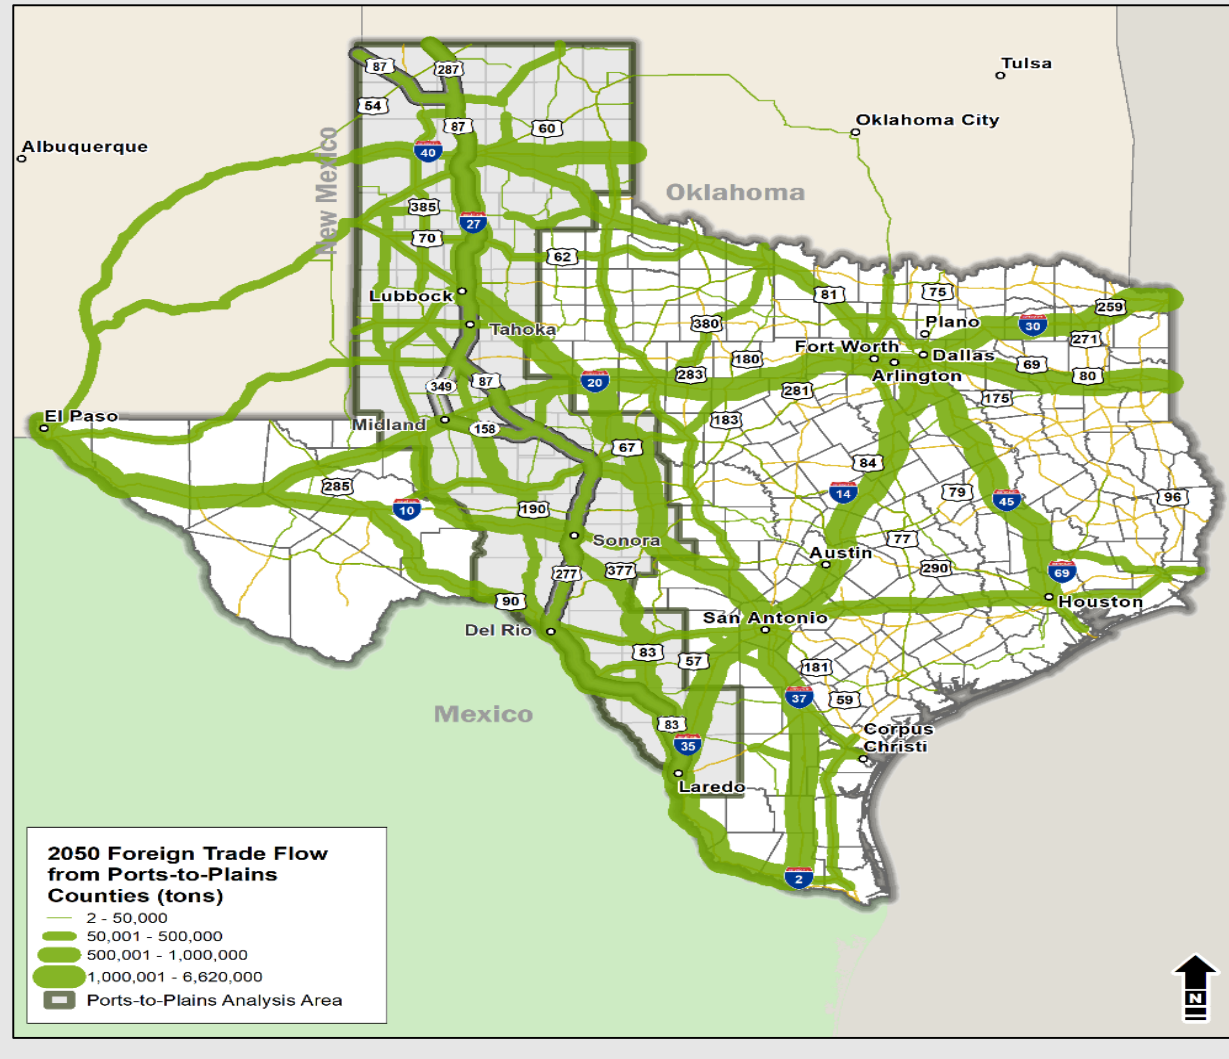 Tulsa
87
287
54
Oklahoma City
87
60
Albuquerque
40
New Mexico
Oklahoma
385
27
70
62
Lubbock
81
75
259
Tahoka
380
Plano
30
271
Fort Worth
Dallas
180
69
283
Arlington
80
20
349
87
281
175
El Paso
Midland
158
183
67
84
285
14
79
45
96
10
190
Sonora
77
Austin
290
277
377
69
90
Houston
San Antonio
Del Rio
83
57
181
37
59
Mexico
83
35
Corpus
Christi
Laredo
2
2050 Foreign Trade Flow
from Ports-to-Plains
Counties (tons)
2 - 50,000
50,001 - 500,000
500,001 - 1,000,000
1,000,001 - 6,620,000
Ports-to-Plains Analysis Area
N